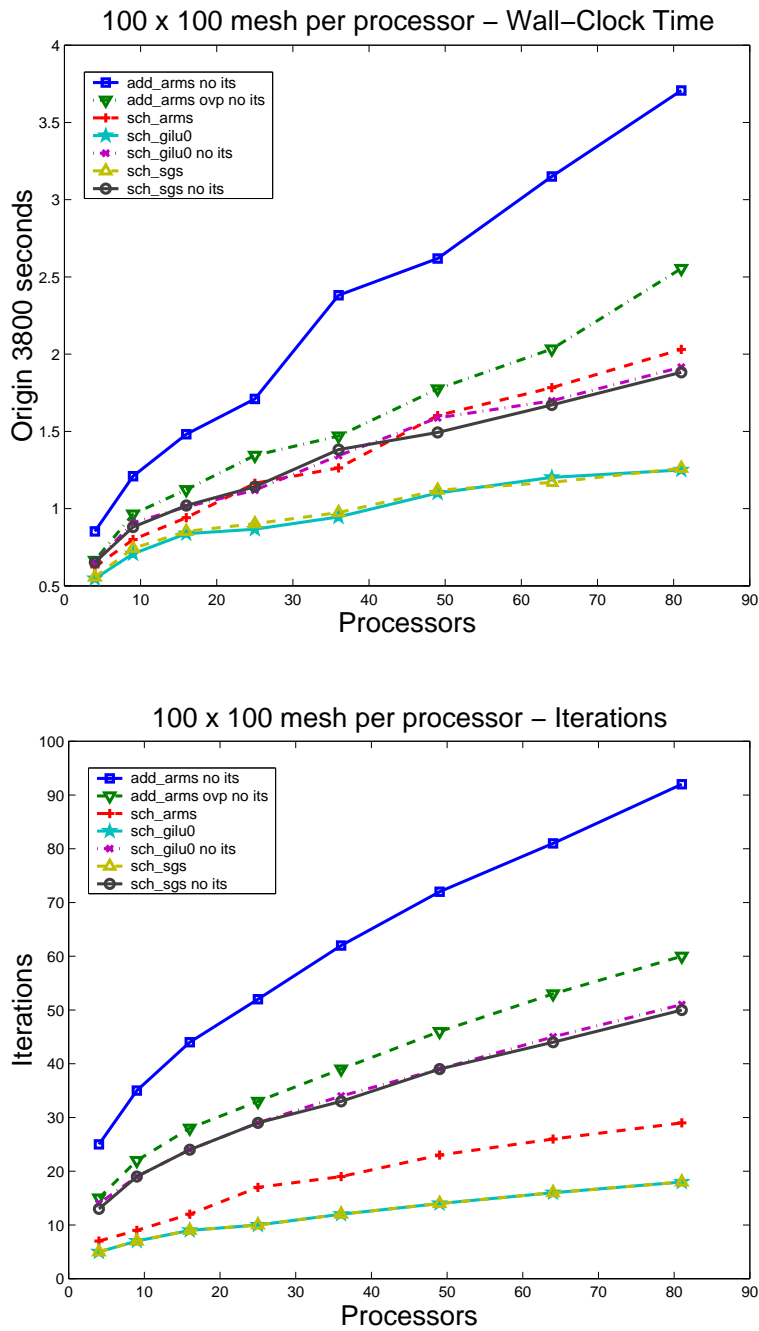 100 x 100 mesh per processor − Wall−Clock Time
4
3.5
3
2.5
2
1.5
1
0.5
Origin 3800 seconds
add_arms no its
add_arms ovp no its
sch_arms
sch_gilu0
sch_gilu0 no its
sch_sgs
sch_sgs no its
0 10 20 30 40 50 60 70 80 90
Processors
100 x 100 mesh per processor − Iterations
100
90
80
70
60
50
40
30
20
10
0
Iterations
add_arms no its
add_arms ovp no its
sch_arms
sch_gilu0
sch_gilu0 no its
sch_sgs
sch_sgs no its
0 10 20 30 40 50 60 70 80 90
Processors